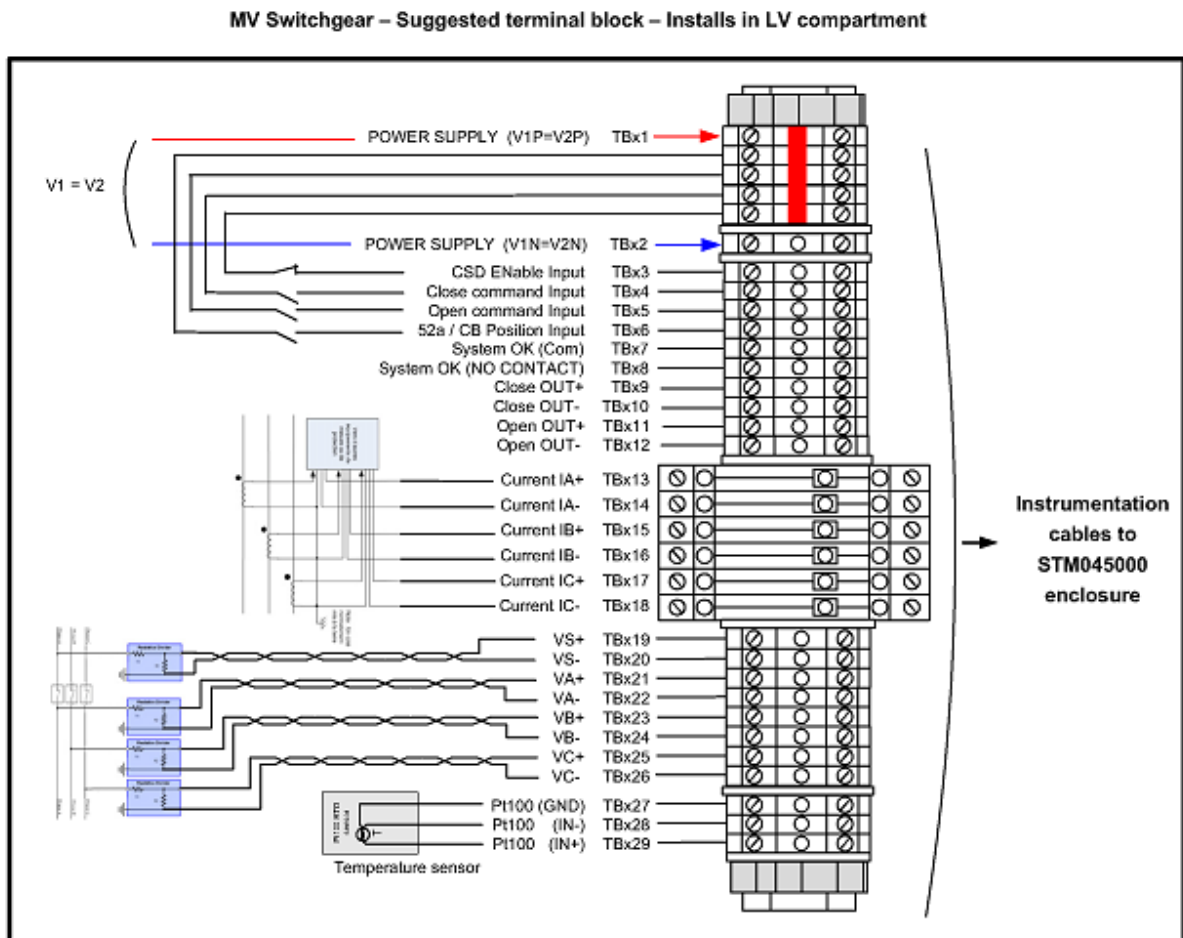 MV Switchgear – Suggested terminal block – Installs in LV compartment
POWER SUPPLY (V1P=V2P) TBx1
V1 = V2
POWER SUPPLY (V1N=V2N) TBx2
CSD ENable Input TBx3
Close command Input TBx4
Open command Input TBx5
52a / CB Position Input TBx6
System OK (Com) TBx7
System OK (NO CONTACT) TBx8
Close OUT+ TBx9
Close OUT- TBx10
Open OUT+ TBx11
Open OUT- TBx12
Current IA+ TBx13
Current IA- TBx14
Current IB+ TBx15
Current IB- TBx16
Current IC+ TBx17
Current IC- TBx18
Instrumentation
cables to
STM045000
enclosure
VS+ TBx19
VS- TBx20
VA+ TBx21
VA- TBx22
VB+ TBx23
VB- TBx24
VC+ TBx25
VC- TBx26
Pt100 (GND) TBx27
Pt100 (IN-) TBx28
Pt100 (IN+) TBx29
Temperature sensor